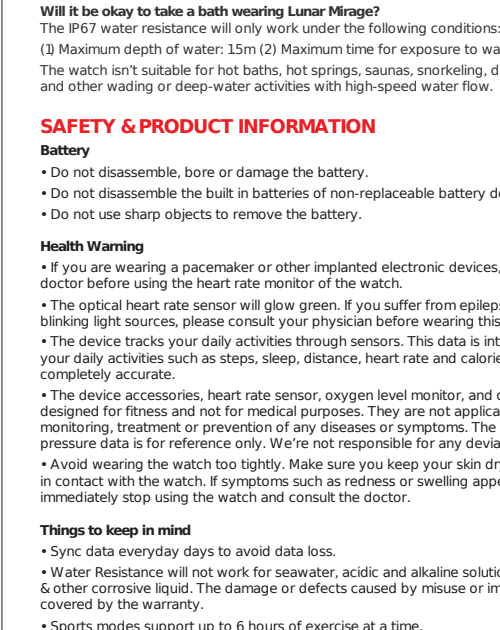 Will it be okay to take a bath wearing Lunar Mirage?
The IP67 water resistance will only work under the following conditions:
(1) Maximum depth of water: 15m (2) Maximum time for exposure to wa
The watch isn't suitable for hot baths, hot springs, saunas, snorkeling, d
and other wading or deep-water activities with high-speed water flow.
SAFETY & PRODUCT INFORMATION
Battery
• Do not disassemble, bore or damage the battery.
• Do not disassemble the built in batteries of non-replaceable battery de
• Do not use sharp objects to remove the battery.
Health Warning
• If you are wearing a pacemaker or other implanted electronic devices,
doctor before using the heart rate monitor of the watch.
• The optical heart rate sensor will glow green. If you suffer from epileps
blinking light sources, please consult your physician before wearing this
• The device tracks your daily activities through sensors. This data is int
your daily activities such as steps, sleep, distance, heart rate and calorie
completely accurate.
• The device accessories, heart rate sensor, oxygen level monitor, and o
designed for fitness and not for medical purposes. They are not applica
monitoring, treatment or prevention of any diseases or symptoms. The
pressure data is for reference only. We're not responsible for any devia
• Avoid wearing the watch too tightly. Make sure you keep your skin dry
in contact with the watch. If symptoms such as redness or swelling appe
immediately stop using the watch and consult the doctor.
Things to keep in mind
• Sync data everyday days to avoid data loss.
• Water Resistance will not work for seawater, acidic and alkaline solutio
& other corrosive liquid. The damage or defects caused by misuse or im
covered by the warranty.
• Sports modes support up to 6 hours of exercise at a time.